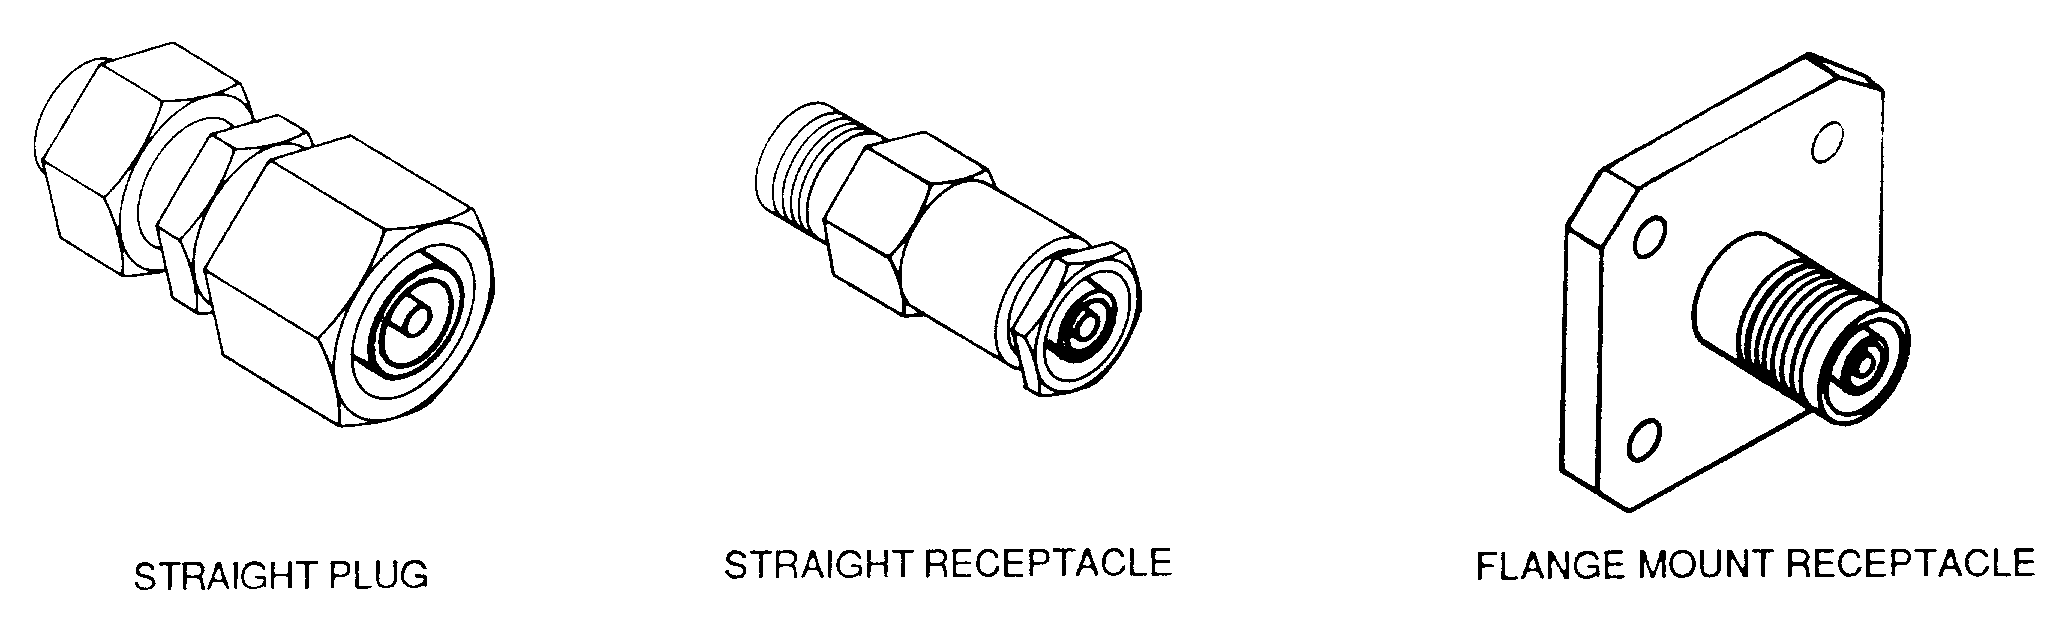 STRAIGHT PLUG
STRAIGHT RECEPTACLE
FLANGE MOUNT RECEPTACLE